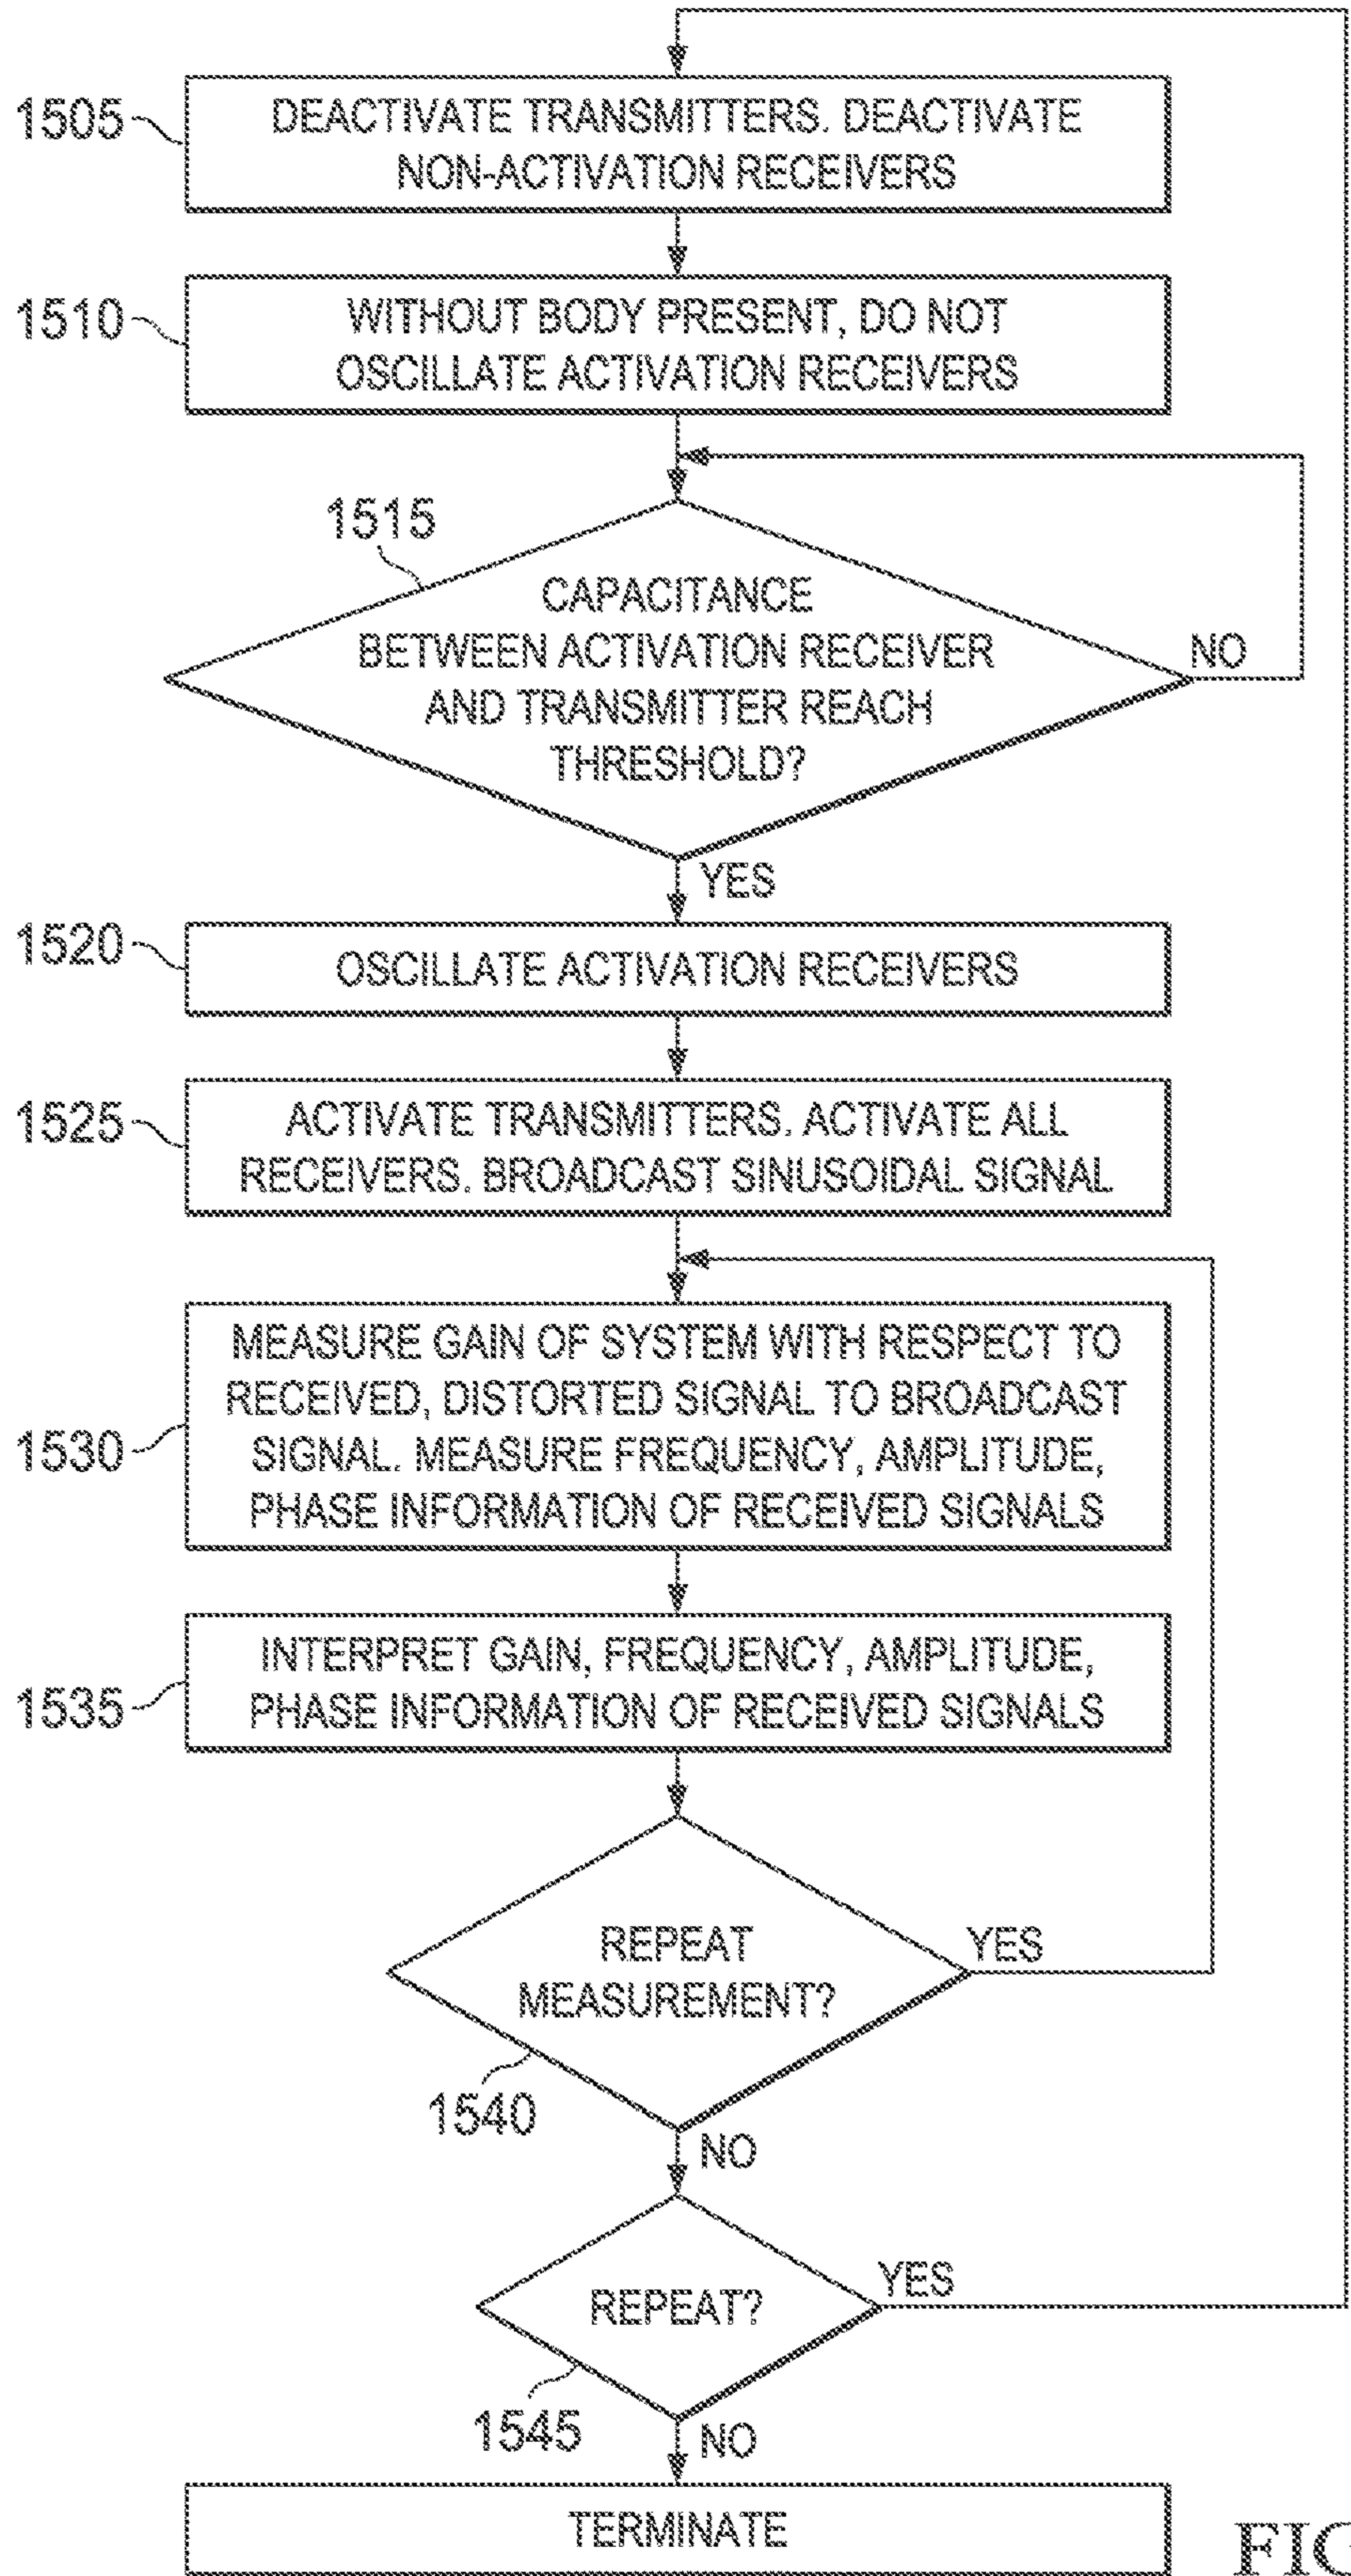 1505
DEACTIVATE TRANSMITTERS. DEACTIVATE
NON-ACTIVATION RECEIVERS
1510
WITHOUT BODY PRESENT, DO NOT
OSCILLATE ACTIVATION RECEIVERS
1515
CAPACITANCE
BETWEEN ACTIVATION RECEIVER
AND TRANSMITTER REACH
THRESHOLD?
NO
YES
1520
OSCILLATE ACTIVATION RECEIVERS
1525
ACTIVATE TRANSMITTERS. ACTIVATE ALL
RECEIVERS. BROADCAST SINUSOIDAL SIGNAL
1530
MEASURE GAIN OF SYSTEM WITH RESPECT TO
RECEIVED, DISTORTED SIGNAL TO BROADCAST
SIGNAL. MEASURE FREQUENCY, AMPLITUDE,
PHASE INFORMATION OF RECEIVED SIGNALS
1535
INTERPRET GAIN, FREQUENCY, AMPLITUDE,
PHASE INFORMATION OF RECEIVED SIGNALS
REPEAT
MEASUREMENT?
YES
1540
NO
REPEAT?
YES
1545
NO
TERMINATE